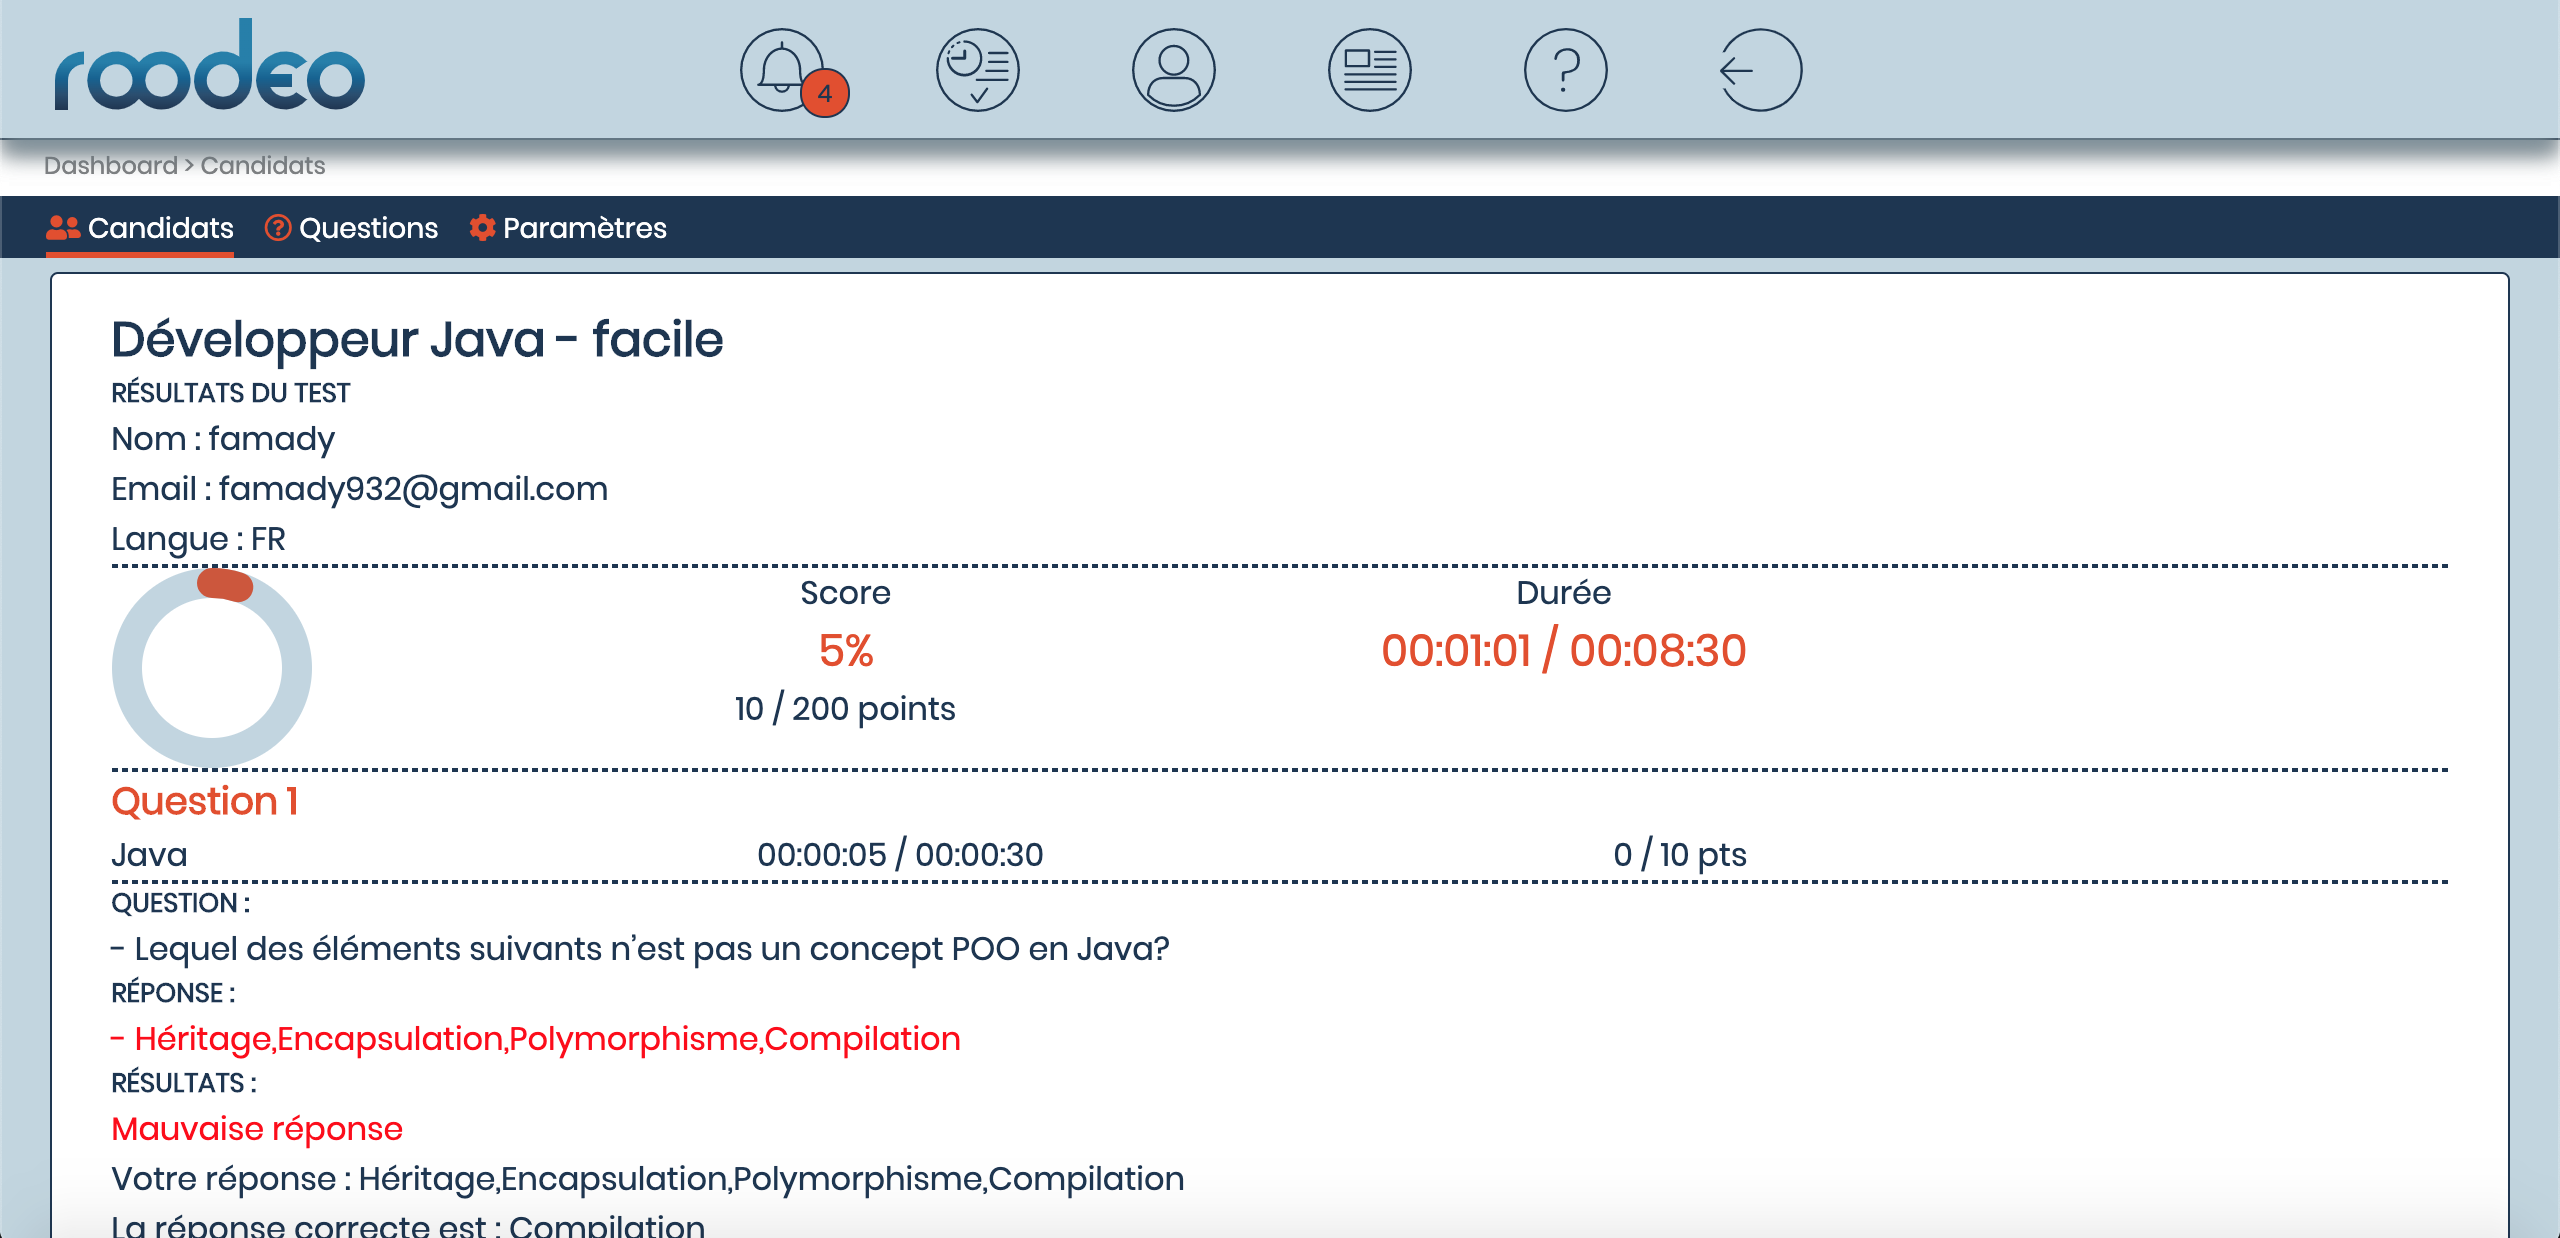 roodeo
4
Dashboard > Candidats
Candidats Questions Paramètres
Développeur Java - facile
RÉSULTATS DU TEST
Nom : famady
Email : famady932@gmail.com
Langue : FR
Score Durée
5% 00:01:01 / 00:08:30
10 / 200 points
Question 1
Java 00:00:05 / 00:00:30 0 / 10 pts
QUESTION :
- Lequel des éléments suivants n’est pas un concept POO en Java?
RÉPONSE :
- Héritage,Encapsulation,Polymorphisme,Compilation
RÉSULTATS :
Mauvaise réponse
Votre réponse : Héritage,Encapsulation,Polymorphisme,Compilation
La réponse correcte est : Compilation